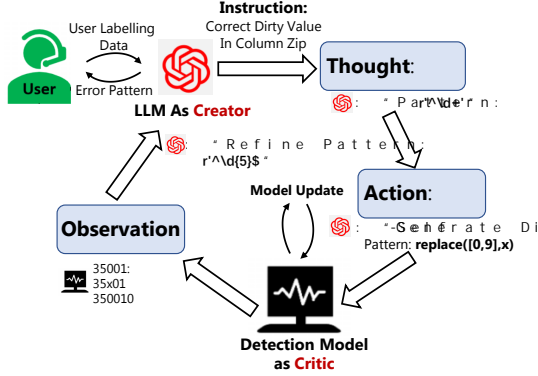 Instruction:
User Labelling
Data
Correct Dirty Value
In Column Zip
User
Error Pattern
LLM As Creator
Thought:
: "Pattern:
: "Refine Pattern:
r'^\d{5}$"
Model Update
Action:
Pattern: replace([0,9],x)
Observation
35001:
35x01
350010
Detection Model
as Critic